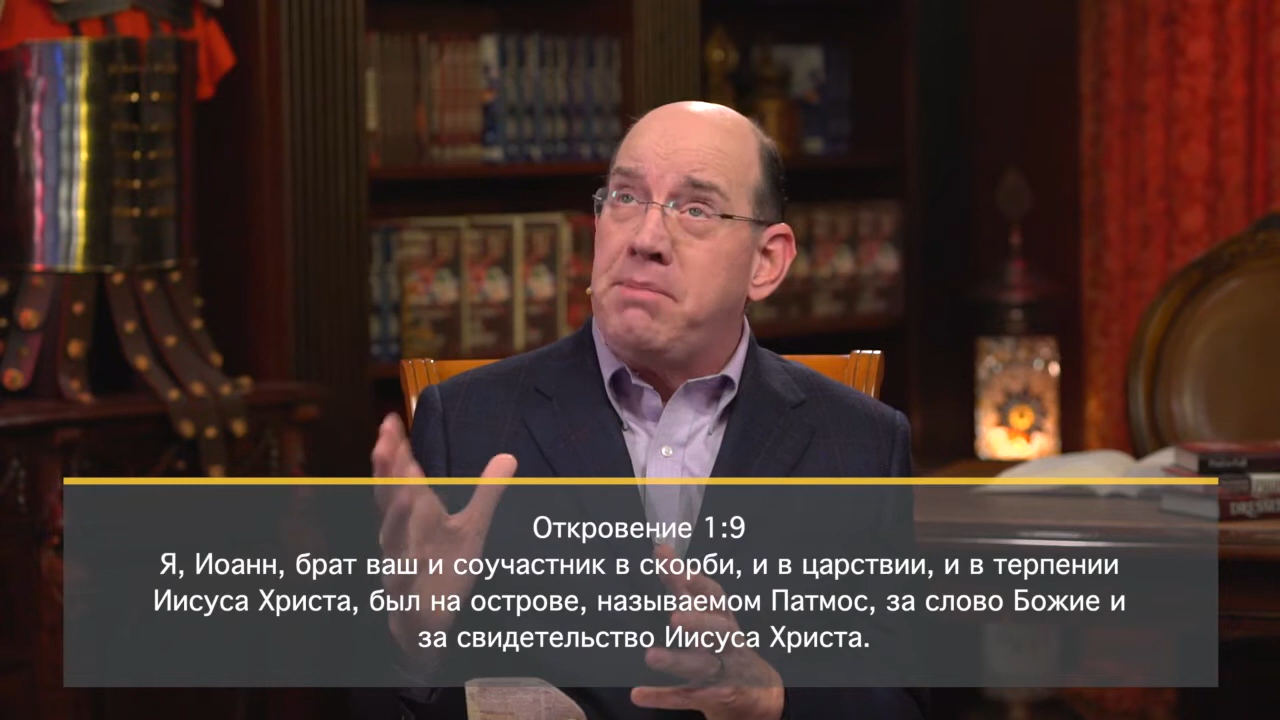 Откровение 1:9
Я, Иоанн, брат ваш и соучастник в скорби, и в царствии, и в терпении
Иисуса Христа, был на острове, называемом Патмос, за слово Божие и
за свидетельство Иисуса Христа.